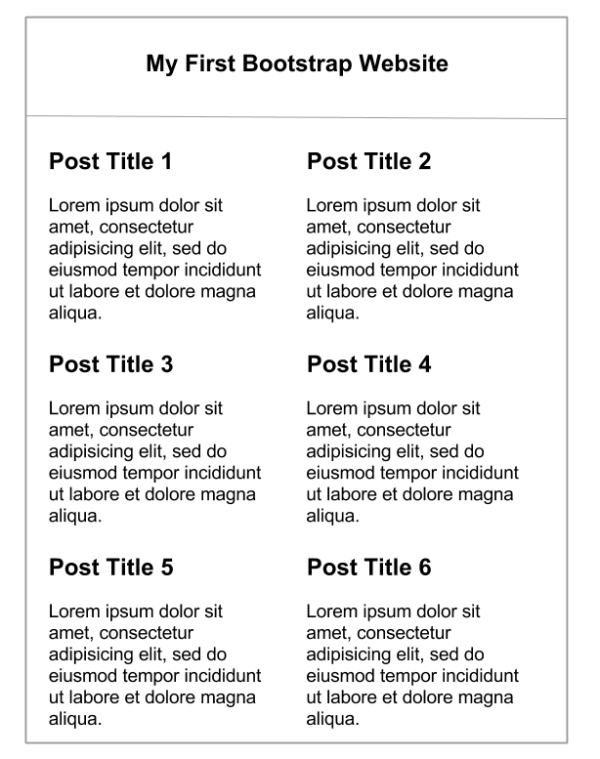 My First Bootstrap Website
Post Title 1
Lorem ipsum dolor sit
amet, consectetur
adipisicing elit, sed do
eiusmod tempor incididunt
ut labore et dolore magna
aliqua.
Post Title 2
Lorem ipsum dolor sit
amet, consectetur
adipisicing elit, sed do
eiusmod tempor incididunt
ut labore et dolore magna
aliqua.
Post Title 3
Lorem ipsum dolor sit
amet, consectetur
adipisicing elit, sed do
eiusmod tempor incididunt
ut labore et dolore magna
aliqua.
Post Title 4
Lorem ipsum dolor sit
amet, consectetur
adipisicing elit, sed do
eiusmod tempor incididunt
ut labore et dolore magna
aliqua.
Post Title 5
Lorem ipsum dolor sit
amet, consectetur
adipisicing elit, sed do
eiusmod tempor incididunt
ut labore et dolore magna
aliqua.
Post Title 6
Lorem ipsum dolor sit
amet, consectetur
adipisicing elit, sed do
eiusmod tempor incididunt
ut labore et dolore magna
aliqua.